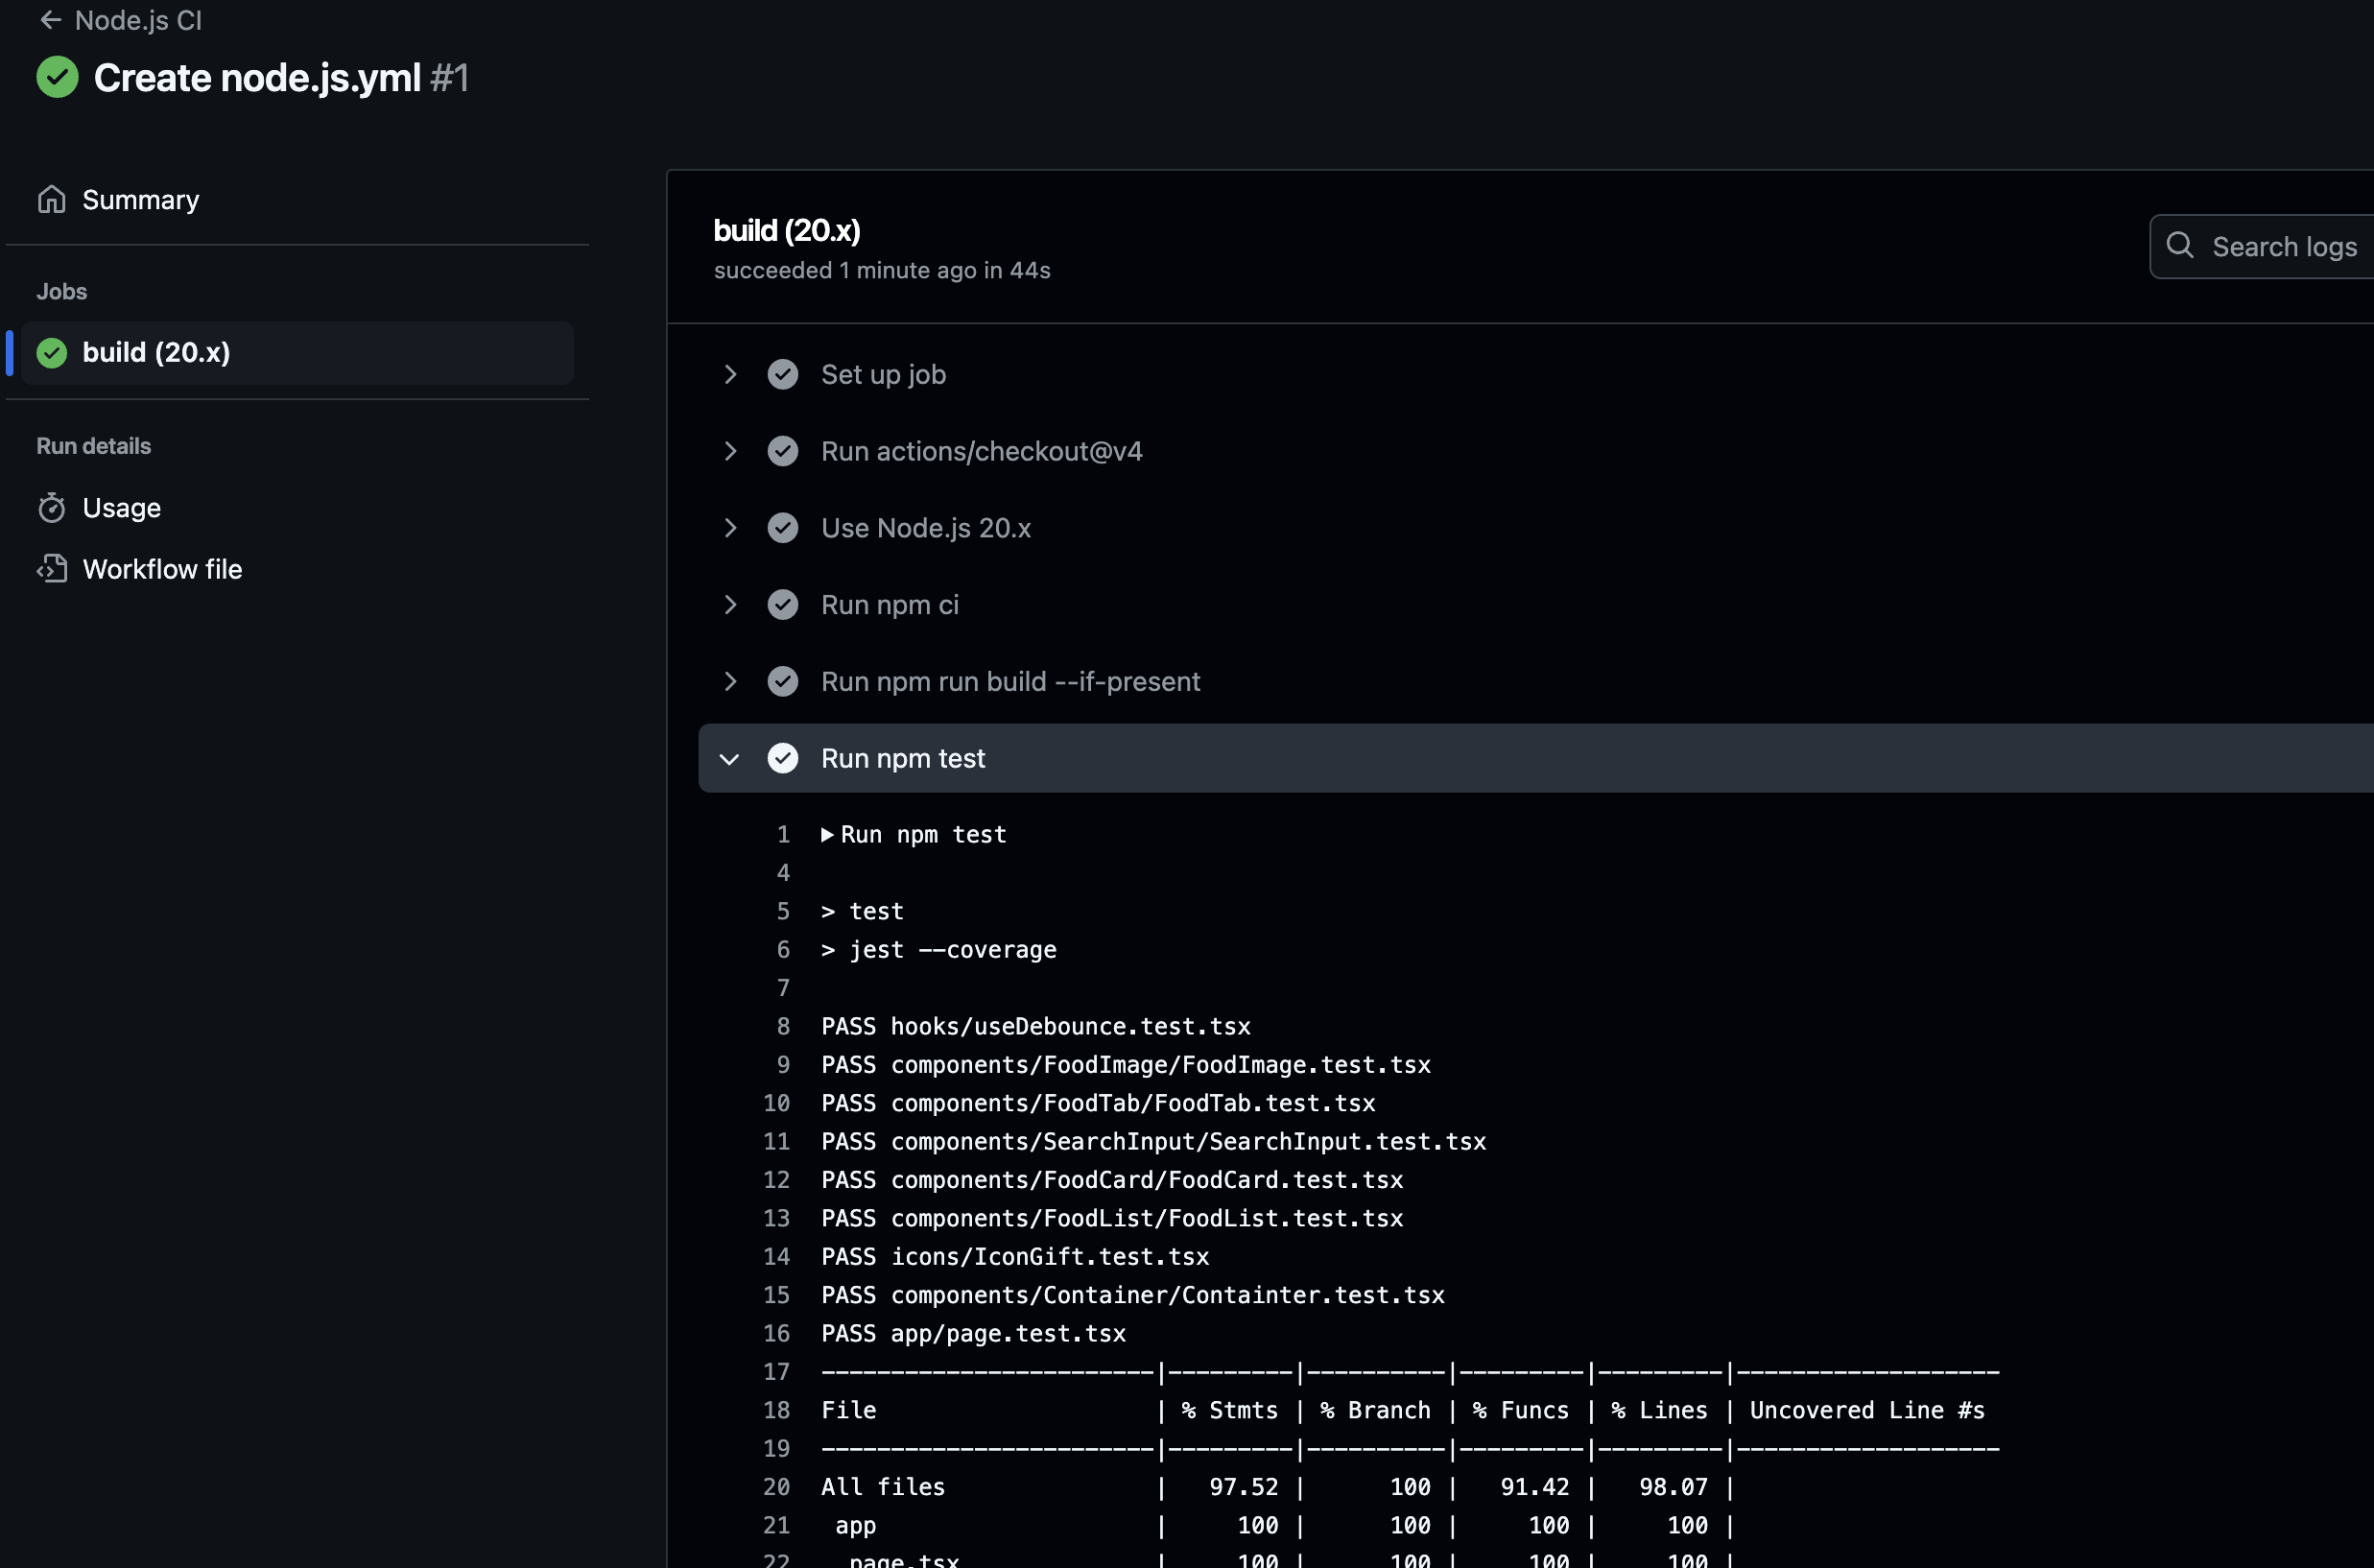 Node.js CI
Create node.js.yml #1
Summary
Jobs
build (20.x)
Run details
Usage
Workflow file
build (20.x)
succeeded 1 minute ago in 44s
Search logs
Set up job
Run actions/checkout@v4
Use Node.js 20.x
Run npm ci
Run npm run build --if-present
Run npm test
1 Run npm test
4
5 > test
6 > jest --coverage
7
8 PASS hooks/useDebounce.test.tsx
9 PASS components/FoodImage/FoodImage.test.tsx
10 PASS components/FoodTab/FoodTab.test.tsx
11 PASS components/SearchInput/SearchInput.test.tsx
12 PASS components/FoodCard/FoodCard.test.tsx
13 PASS components/FoodList/FoodList.test.tsx
14 PASS icons/IconGift.test.tsx
15 PASS components/Container/Containter.test.tsx
16 PASS app/page.test.tsx
17 ------------------------|---------|----------|---------|---------|-------------------
18 File | % Stmts | % Branch | % Funcs | % Lines | Uncovered Line #s
19 ------------------------|---------|----------|---------|---------|-------------------
20 All files | 97.52 | 100 | 91.42 | 98.07 |
21 app | 100 | 100 | 100 | 100 |
22 page.tsx | 100 | 100 | 100 | 100 |